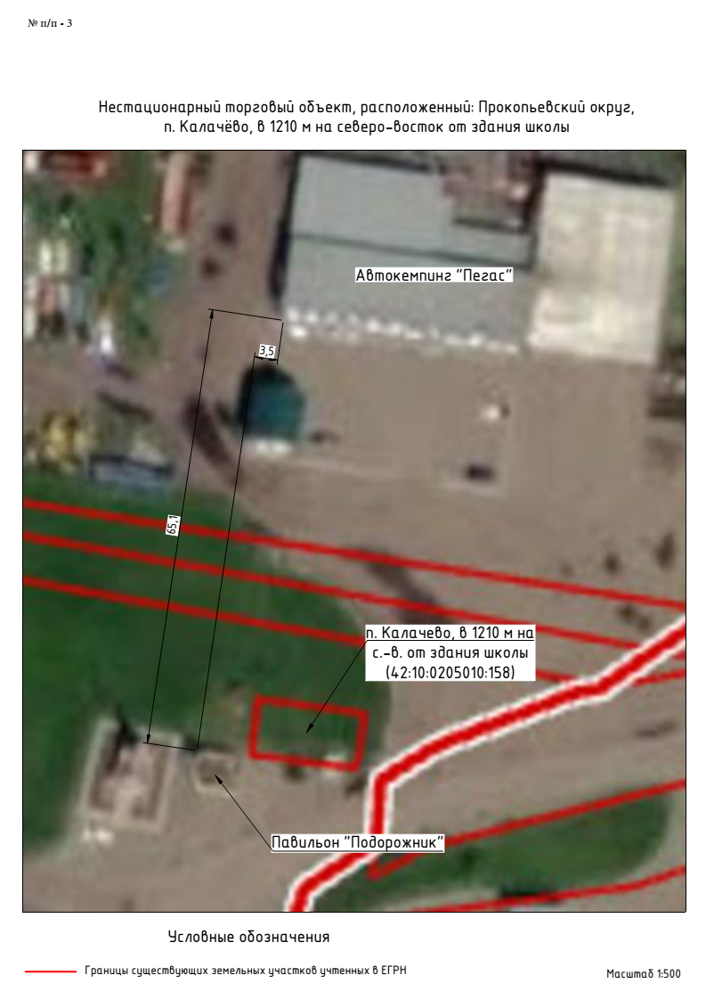 № п/п - 3
Нестационарный торговый объект, расположенный: Прокопьевский округ,
п. Калачёво, в 1210 м на северо-восток от здания школы
Автокемпинг "Пегас"
3,5
65,1
п. Калачево, в 1210 м на
с.-в. от здания школы
(42:10:0205010:158)
Павильон "Подорожник"
Условные обозначения
Границы существующих земельных участков учтенных в ЕГРН
Масштаб 1:500